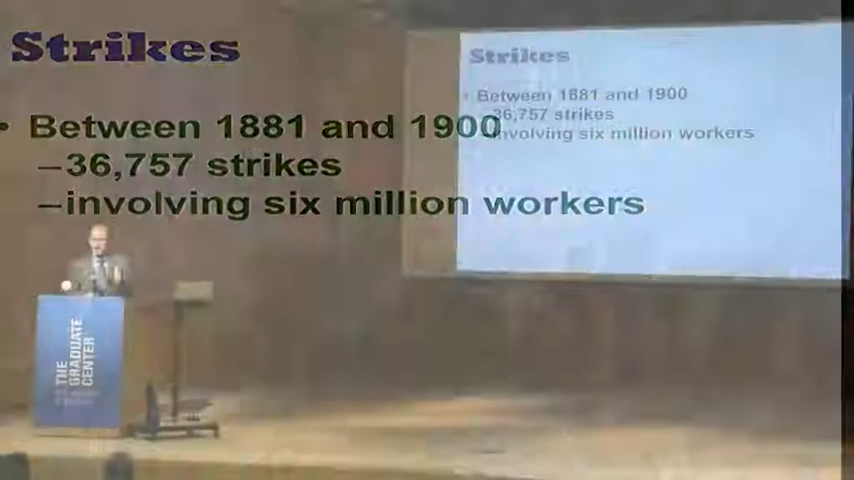 Strikes
• Between 1881 and 1900
–36,757 strikes
–involving six million workers
Strikes
• Between 1881 and 1900
36,757 strikes
involving six million workers
THE
GRADUATE
CENTER